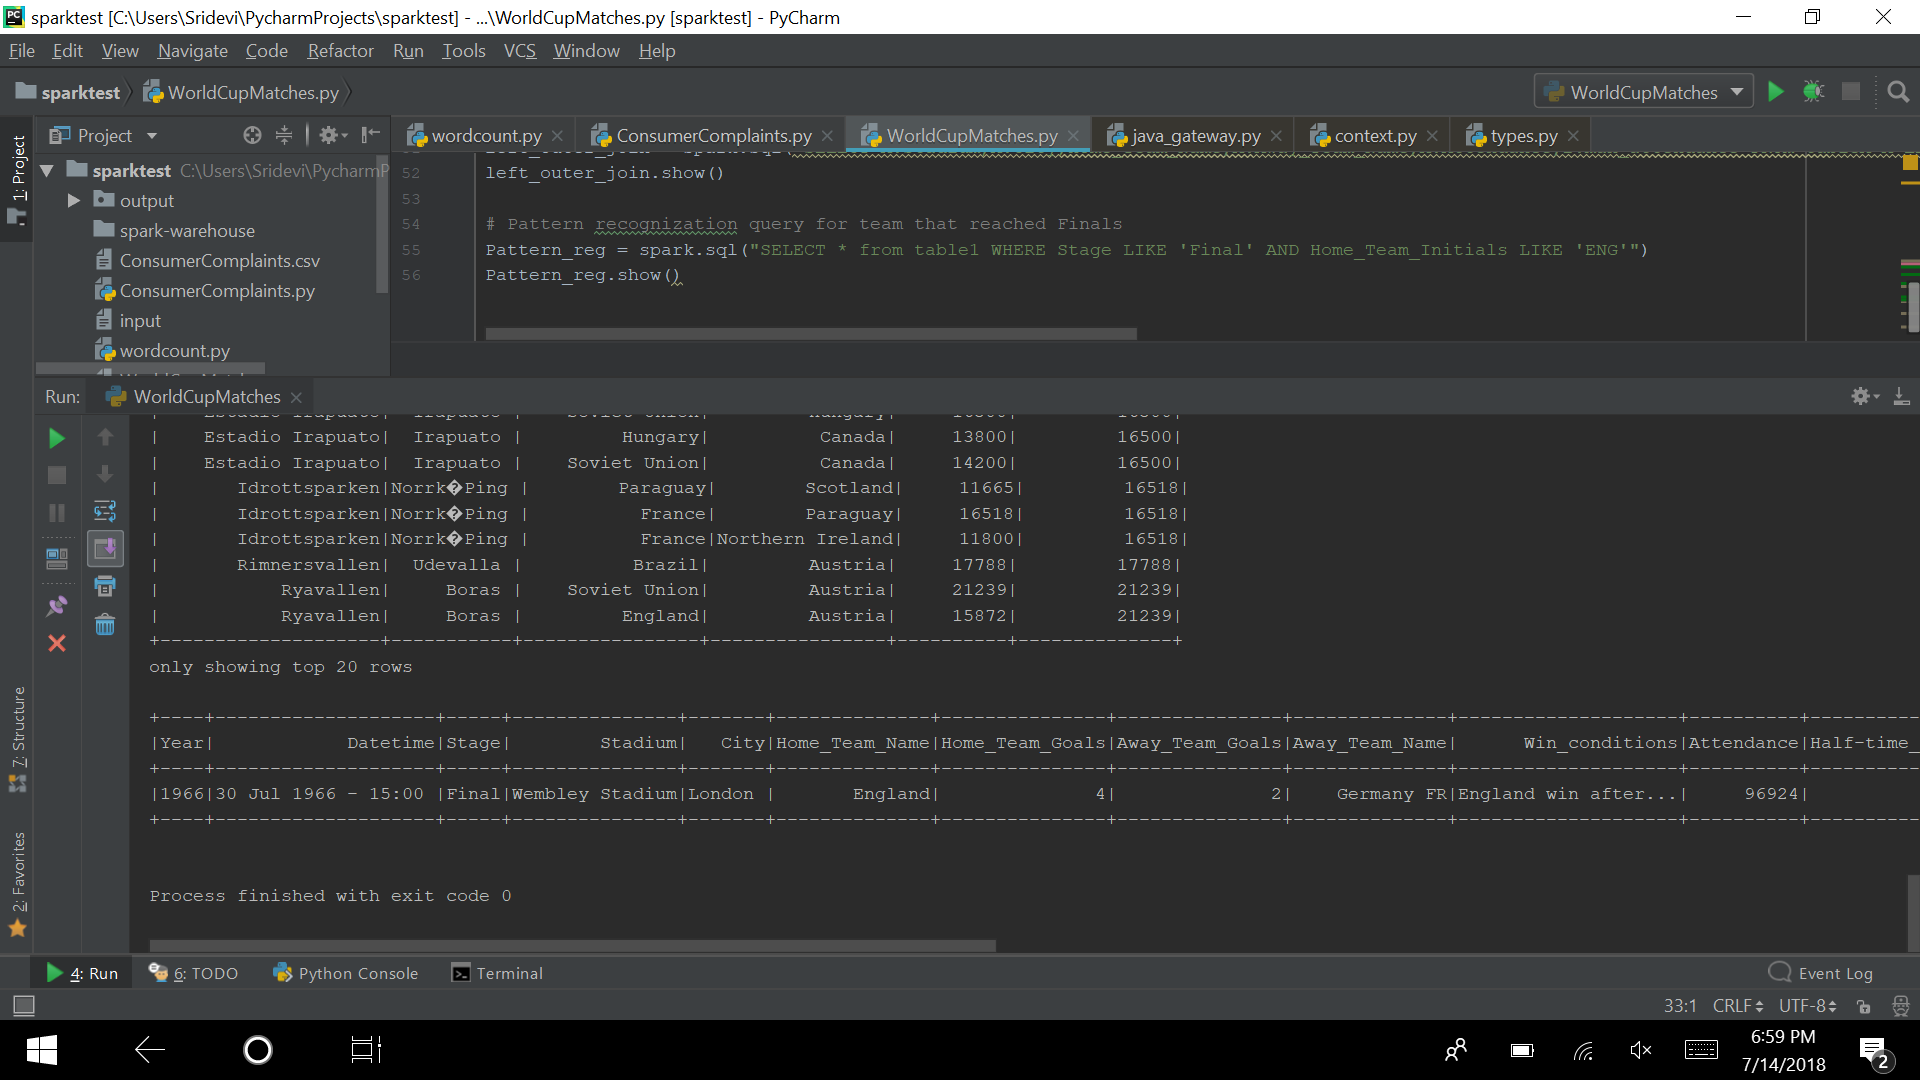 sparktest [C:\Users\Sridevi\PycharmProjects\sparktest] - ...\WorldCupMatches.py [sparktest] - PyCharm
File Edit View Navigate Code Refactor Run Tools VCS Window Help
sparktest WorldCupMatches.py WorldCupMatches
1: Project
Project
wordcount.py ConsumerComplaints.py WorldCupMatches.py java_gateway.py context.py types.py
sparktest C:\Users\Sridevi\PycharmP
output
spark-warehouse
ConsumerComplaints.csv
ConsumerComplaints.py
input
wordcount.py
52 left_outer_join.show()
53
54 # Pattern recognization query for team that reached Finals
55 Pattern_reg = spark.sql("SELECT * from table1 WHERE Stage LIKE 'Final' AND Home_Team_Initials LIKE 'ENG'")
56 Pattern_reg.show()
Run: WorldCupMatches
| Estadio Irapuato| Irapuato | Hungary| Canada| 13800| 16500|
| Estadio Irapuato| Irapuato | Soviet Union| Canada| 14200| 16500|
| Idrottsparken|Norrk�Ping | Paraguay| Scotland| 11665| 16518|
| Idrottsparken|Norrk�Ping | France| Paraguay| 16518| 16518|
| Idrottsparken|Norrk�Ping | France|Northern Ireland| 11800| 16518|
| Rimnersvallen| Udevalla | Brazil| Austria| 17788| 17788|
| Ryavallen| Boras | Soviet Union| Austria| 21239| 21239|
| Ryavallen| Boras | England| Austria| 15872| 21239|
+---------------------+-----------+----------------+----------------+----------+--------------+
only showing top 20 rows
+----+--------------------+-----+---------------+-------+--------------+---------------+---------------+--------------+--------------------+----------+----------
|Year| Datetime|Stage| Stadium| City|Home_Team_Name|Home_Team_Goals|Away_Team_Goals|Away_Team_Name| Win_conditions|Attendance|Half-time_
+----+--------------------+-----+---------------+-------+--------------+---------------+---------------+--------------+--------------------+----------+----------
|1966|30 Jul 1966 - 15:00 |Final|Wembley Stadium|London | England| 4| 2| Germany FR|England win after...| 96924|
+----+--------------------+-----+---------------+-------+--------------+---------------+---------------+--------------+--------------------+----------+----------
Process finished with exit code 0
7: Structure
2: Favorites
4: Run 6: TODO Python Console Terminal Event Log
33:1 CRLF UTF-8
6:59 PM
7/14/2018
2